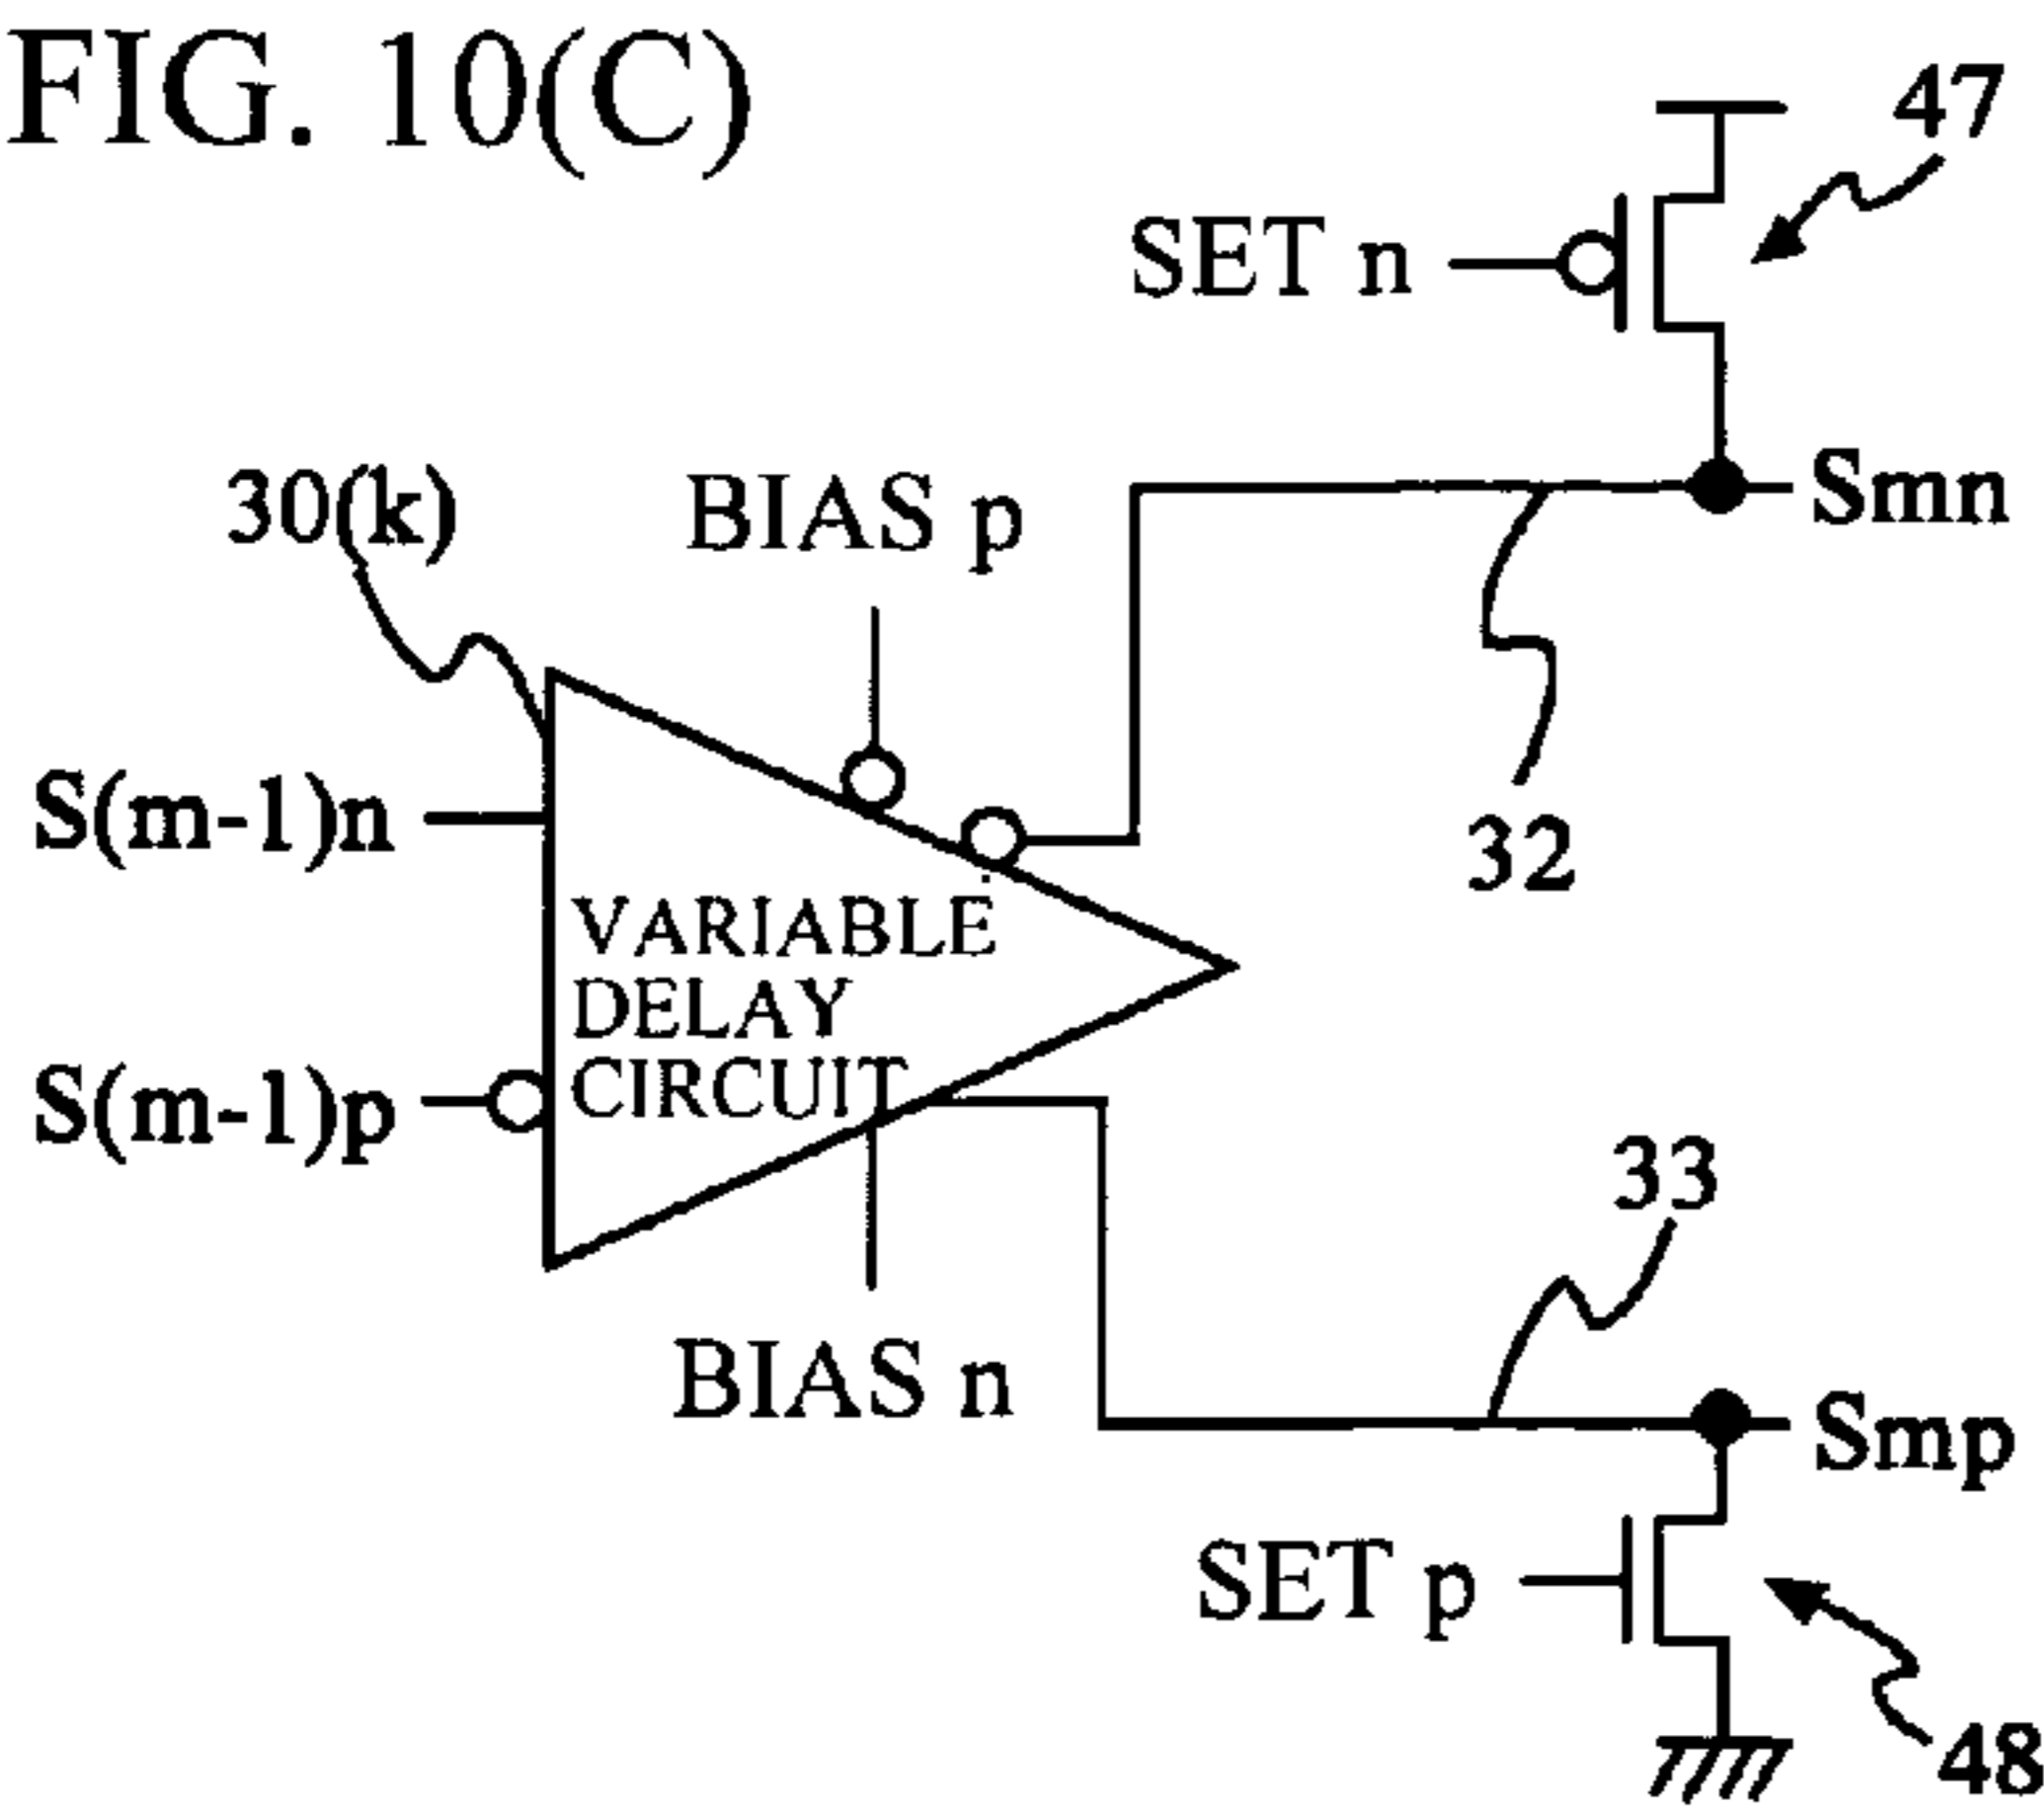 FIG. 10(C)
47
SET n
Smn
30(k)
BIAS p
32
S(m-1)n
VARIABLE
DELAY
CIRCUIT
S(m-1)p
33
BIAS n
Smp
SET p
48